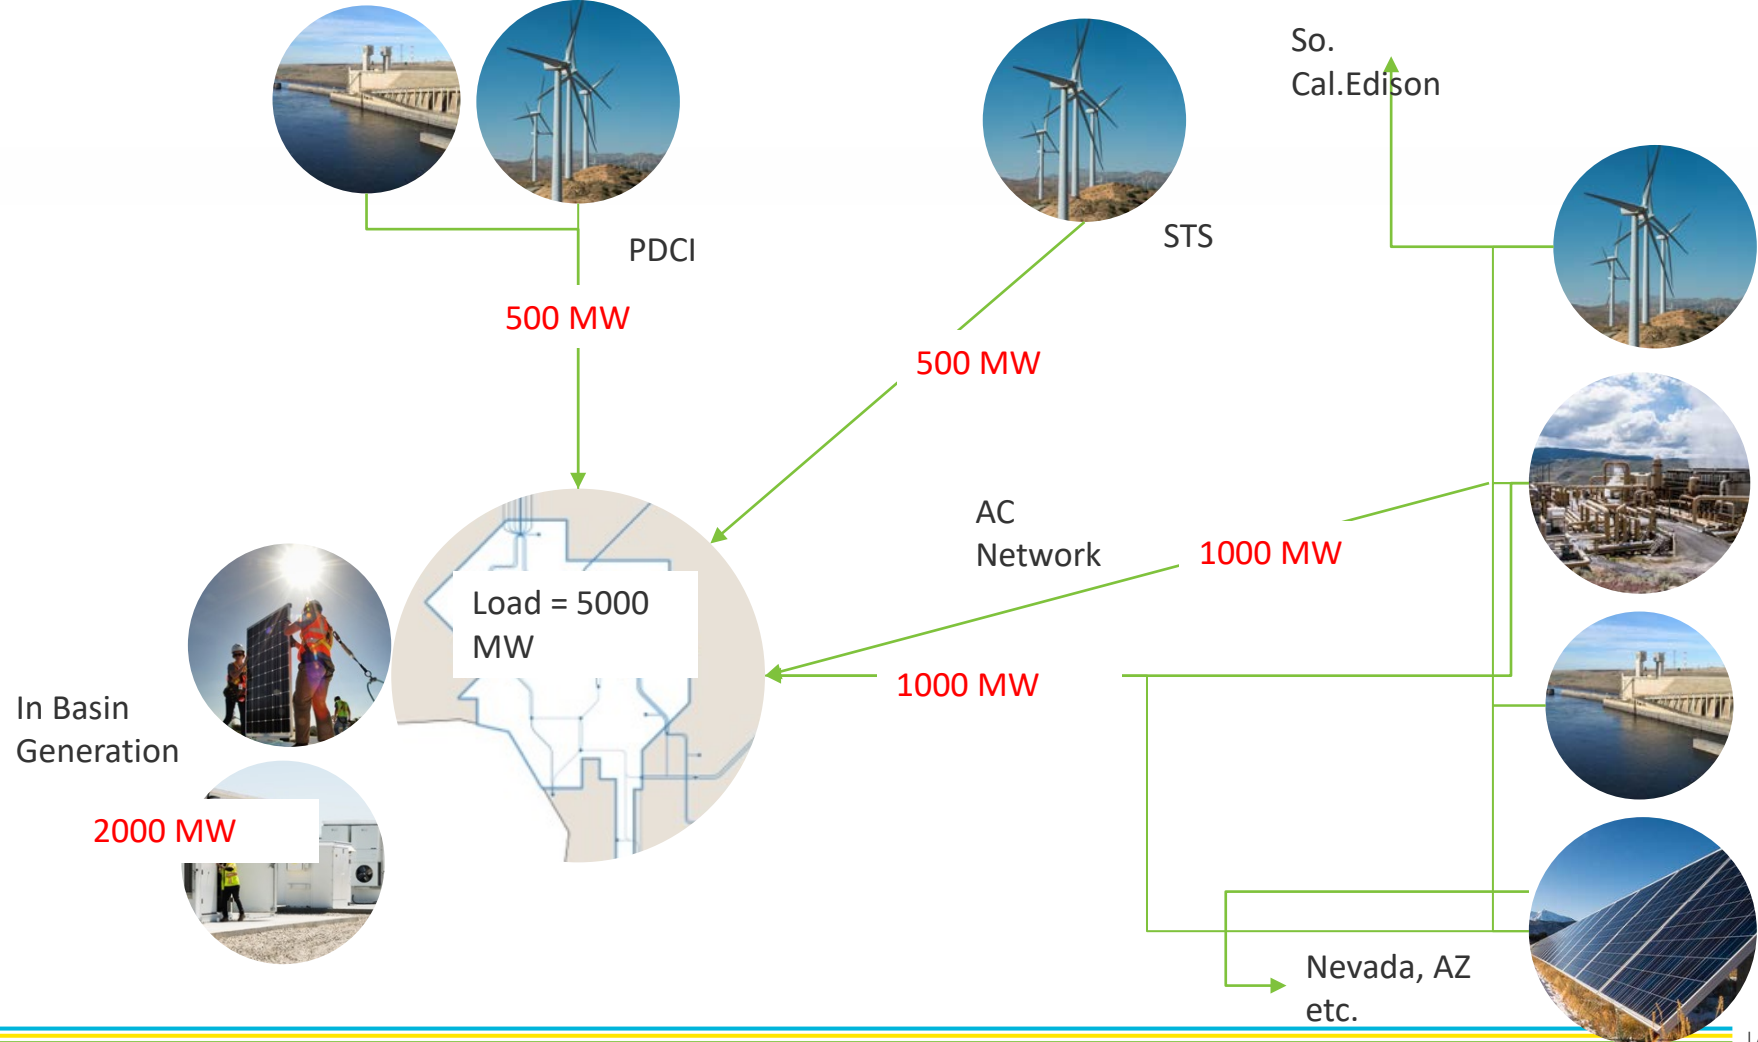 So.
Cal.Edison
PDCI
STS
500 MW
500 MW
AC
Network
1000 MW
Load = 5000
MW
1000 MW
In Basin
Generation
2000 MW
Nevada, AZ
etc.